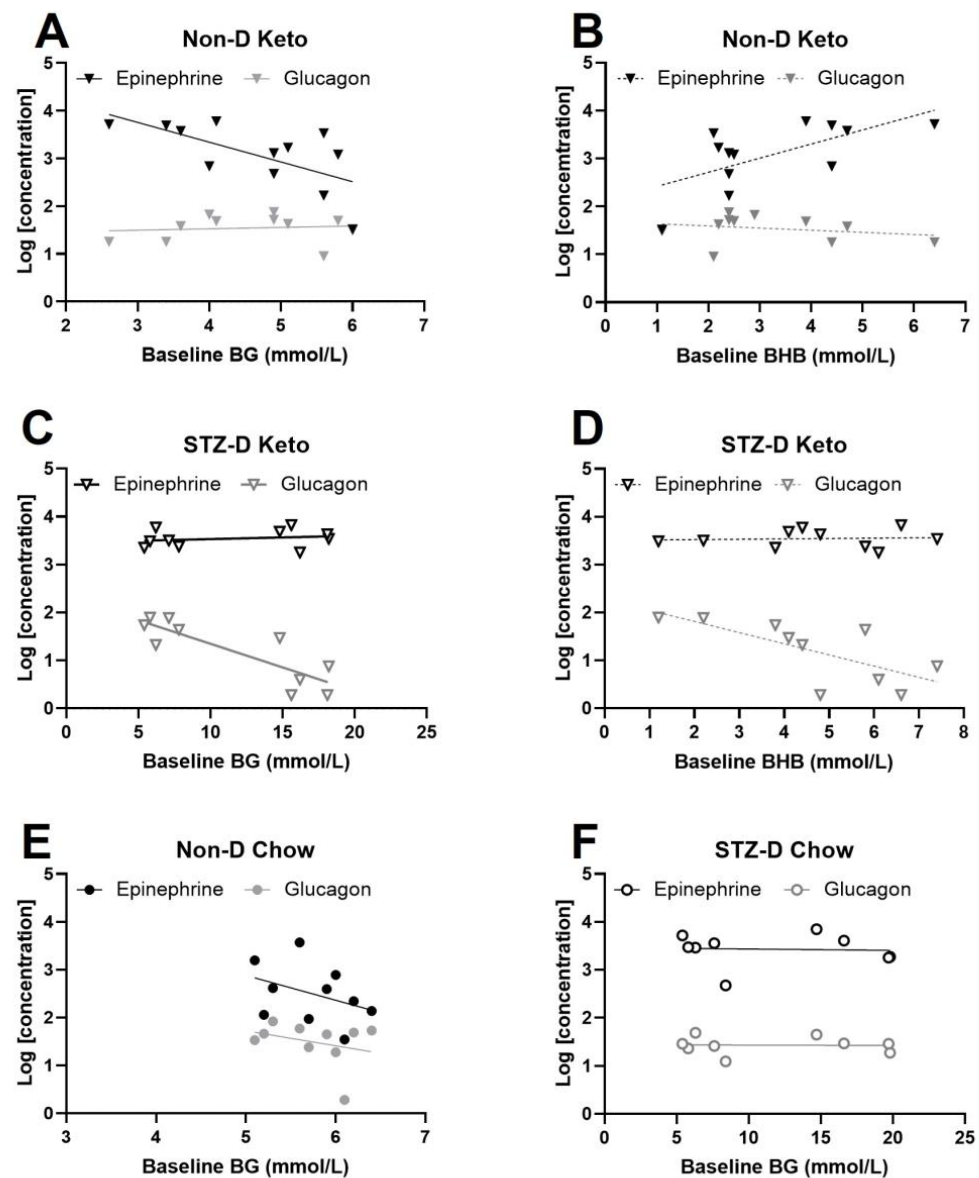 A
Non-D Keto
Epinephrine Glucagon
Log [concentration]
5
4
3
2
1
0
2 3 4 5 6 7
Baseline BG (mmol/L)
B
Non-D Keto
Epinephrine Glucagon
Log [concemtration]
5
4
3
2
1
0
0 1 2 3 4 5 6 7
Baseline BHB (mmol/L)
C
STZ-D Keto
Epinephrine Glucagon
Log [concentration]
5
4
3
2
1
0
0 5 10 15 20 25
Baseline BG (mmol/L)
D
STZ-D Keto
Epinephrine Glucagon
Log [concentration]
5
4
3
2
1
0
0 1 2 3 4 5 6 7 8
Baseline BHB (mmol/L)
E
Non-D Chow
Epinephrine Glucagon
Log [concentration]
5
4
3
2
1
0
3 4 5 6 7
Baseline BG (mmol/L)
F
STZ-D Chow
Epinephrine Glucagon
Log [concentration]
5
4
3
2
1
0
0 5 10 15 20 25
Baseline BG (mmol/L)